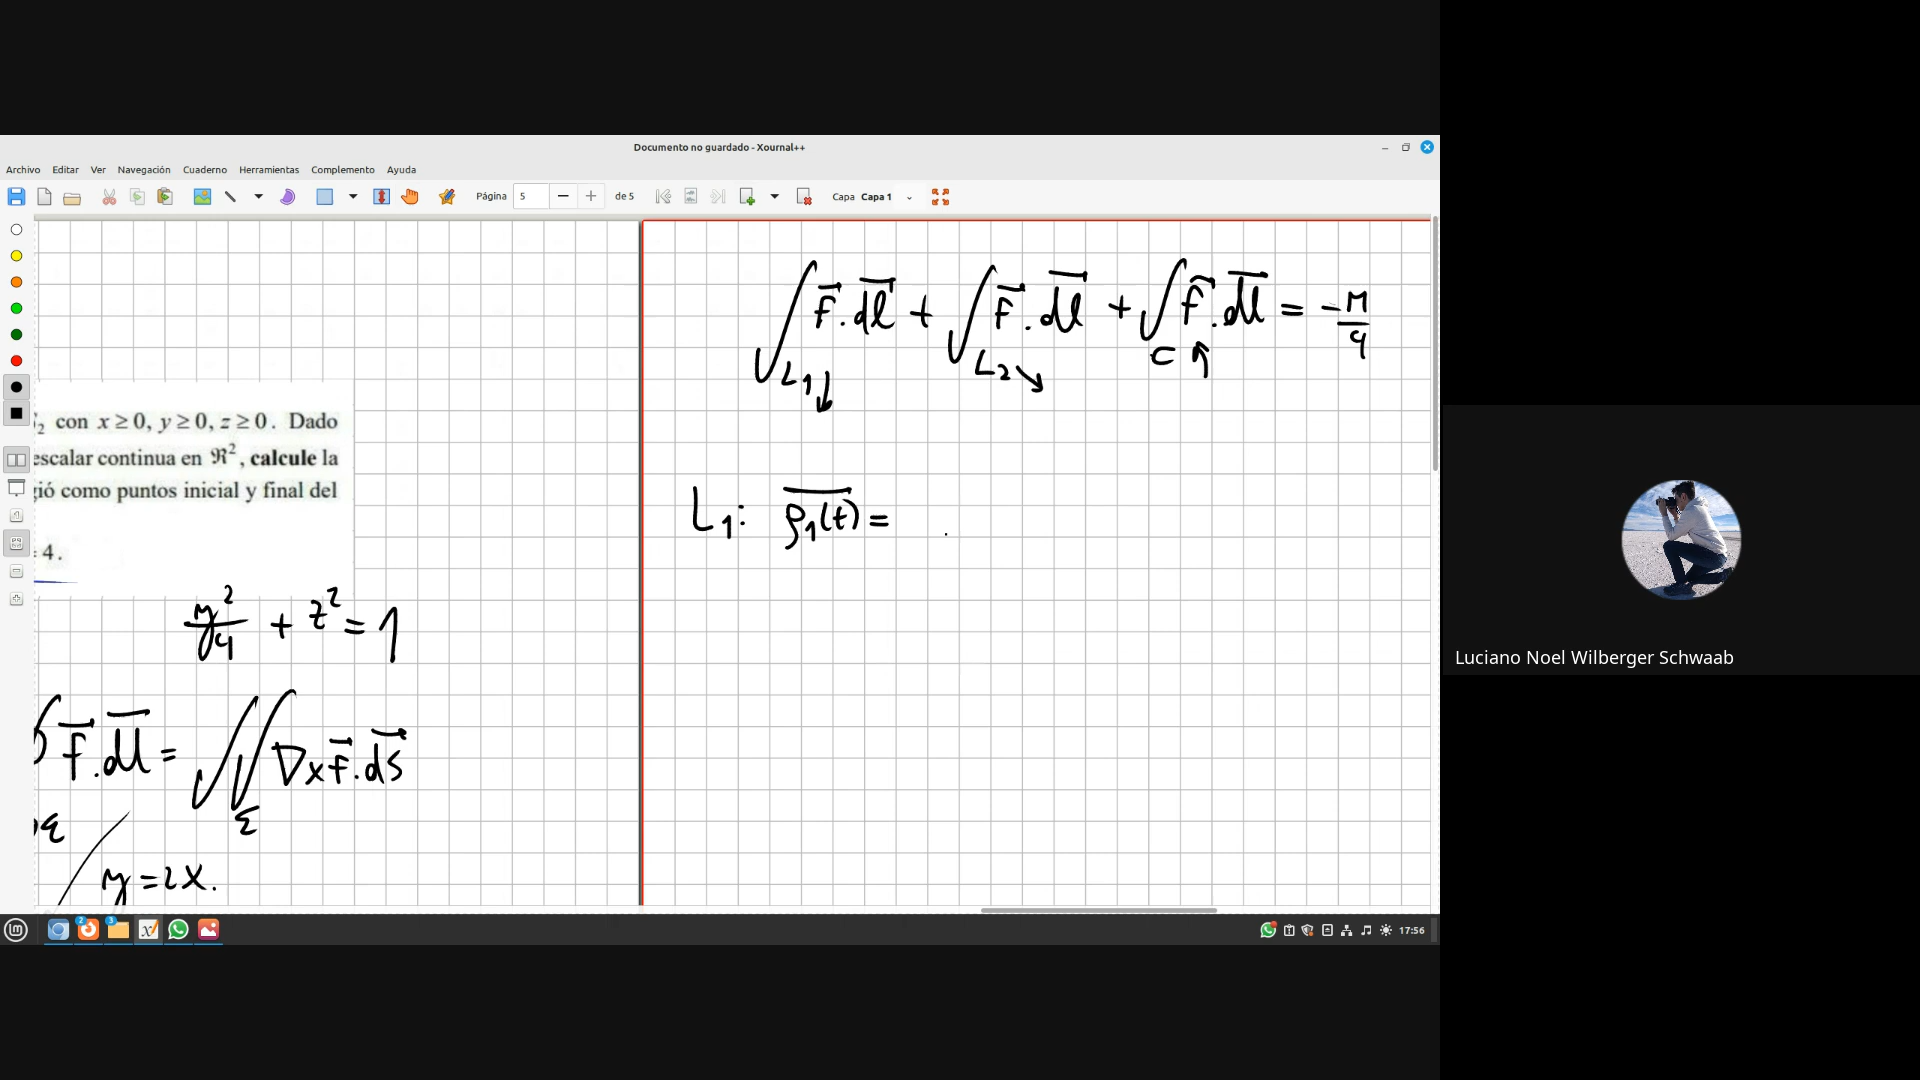 Documento no guardado - Xournal++
Archivo Editar Ver Navegación Cuaderno Herramientas Complemento Ayuda
Página 5 de 5 Capa Capa 1
∫L1↓ F⃗.dl + ∫L2↘ F⃗.dl + ∫C↑ F⃗.dl =
con x ≥ 0, y ≥ 0, z ≥ 0. Dado
escalar continua en ℜ², calcule la
gió como puntos inicial y final del
L1: ρ1(t) =
= 4.
y²/4 + z² = 1
F⃗.dl = ∬Σ ∇xF⃗.ds
y = 2x.
Luciano Noel Wilberger Schwaab
2 3 17:56